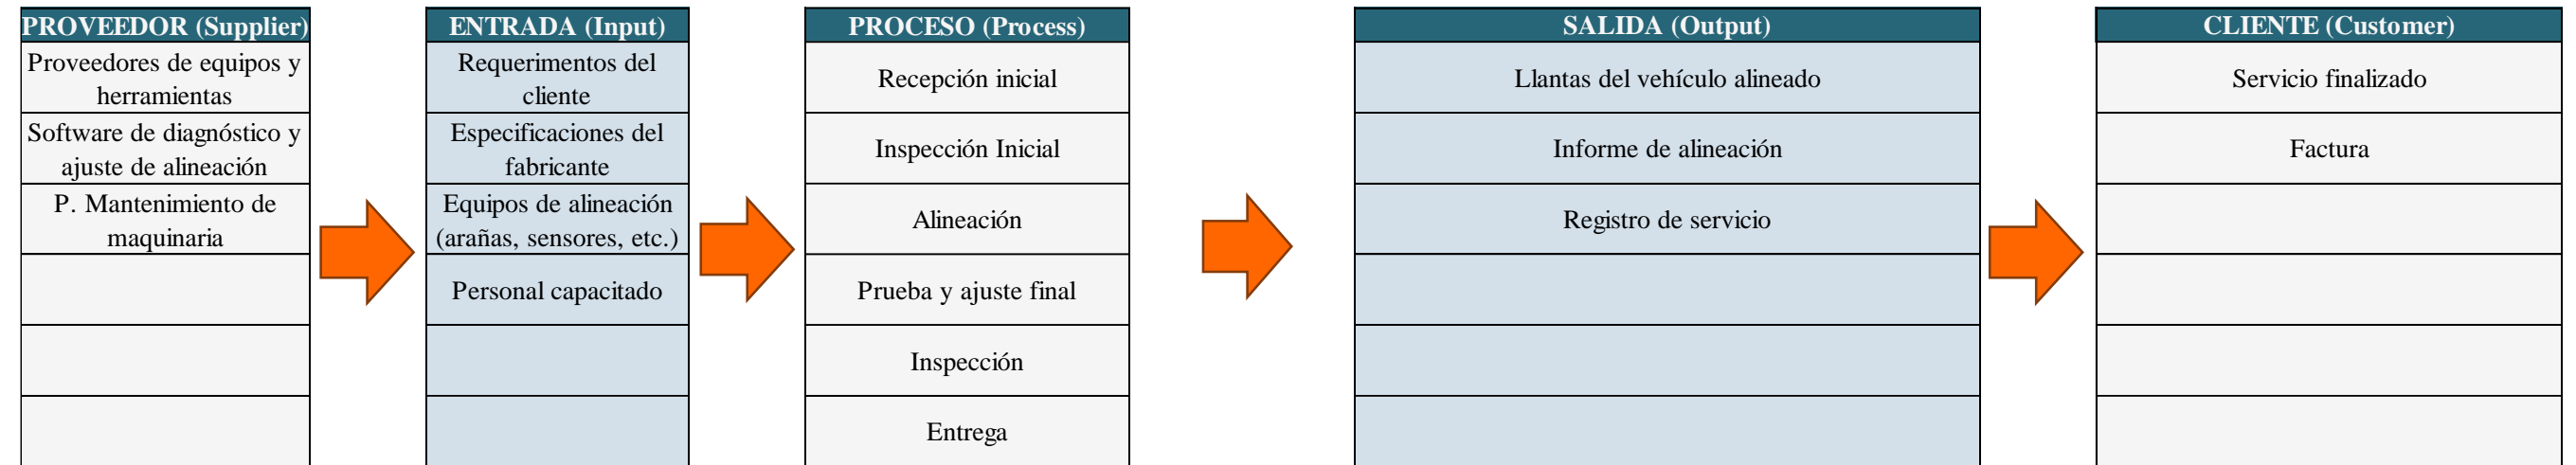 PROVEEDOR (Supplier)
Proveedores de equipos y
herramientas
Software de diagnóstico y
ajuste de alineación
P. Mantenimiento de
maquinaria
ENTRADA (Input)
Requerimentos del
cliente
Especificaciones del
fabricante
Equipos de alineación
(arañas, sensores, etc.)
Personal capacitado
PROCESO (Process)
Recepción inicial
Inspección Inicial
Alineación
Prueba y ajuste final
Inspección
Entrega
SALIDA (Output)
Llantas del vehículo alineado
Informe de alineación
Registro de servicio
CLIENTE (Customer)
Servicio finalizado
Factura